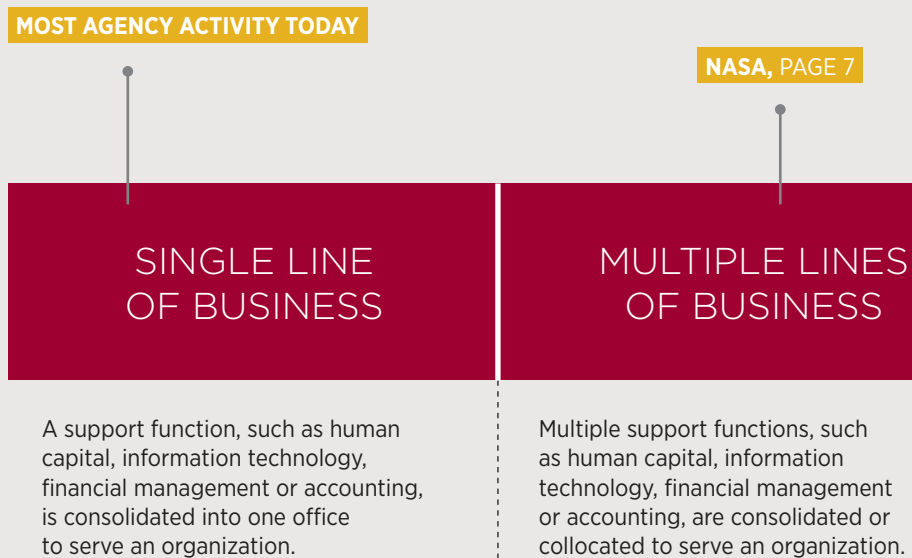 MOST AGENCY ACTIVITY TODAY
NASA, PAGE 7
SINGLE LINE
OF BUSINESS
MULTIPLE LINES
OF BUSINESS
A support function, such as human
capital, information technology,
financial management or accounting,
is consolidated into one office
to serve an organization.
Multiple support functions, such
as human capital, information
technology, financial management
or accounting, are consolidated or
collocated to serve an organization.